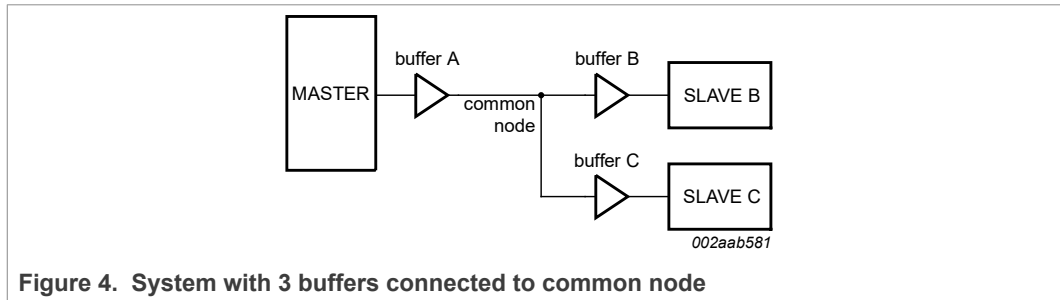 buffer A
buffer B
MASTER
SLAVE B
common
node
buffer C
SLAVE C
002aab581
Figure 4. System with 3 buffers connected to common node